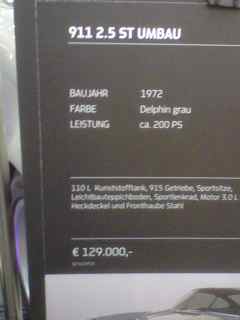 911 2.5 ST UMBAU
BAUJAHR 1972
FARBE Delphin grau
LEISTUNG ca. 200 PS
110 L Kunststofftank, 915 Getriebe, Sportsitze,
Leichtbauteppichboden, Sportlenkrad, Motor 3.0 L
Heckdeckel und Fronthaube Stahl
€ 129.000,-